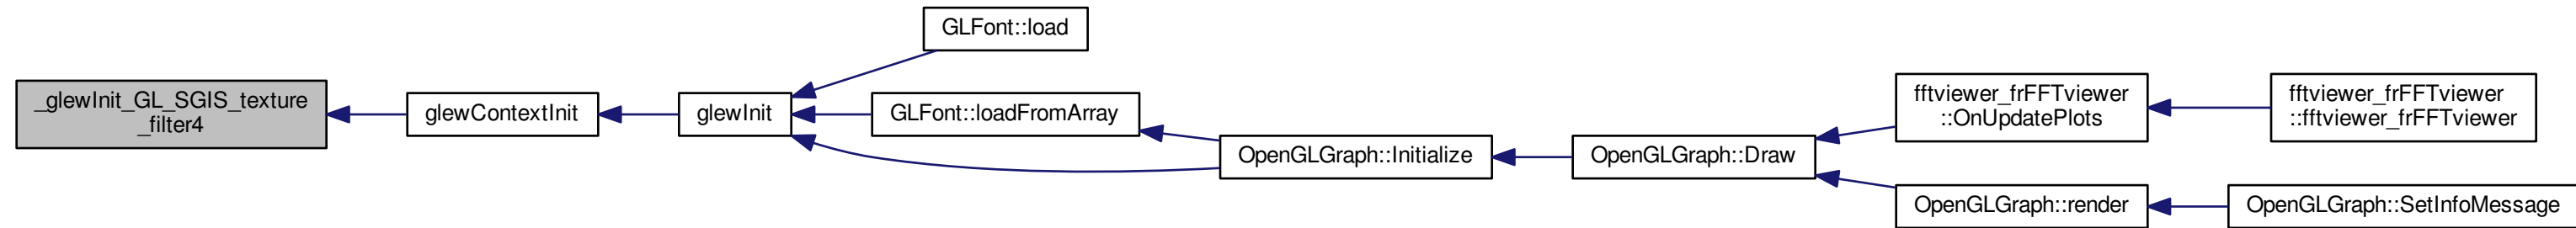 _glewInit_GL_SGIS_texture
_filter4
glewContextInit
glewInit
GLFont::load
GLFont::loadFromArray
OpenGLGraph::Initialize
OpenGLGraph::Draw
fftviewer_frFFTviewer
::OnUpdatePlots
fftviewer_frFFTviewer
::fftviewer_frFFTviewer
OpenGLGraph::render
OpenGLGraph::SetInfoMessage